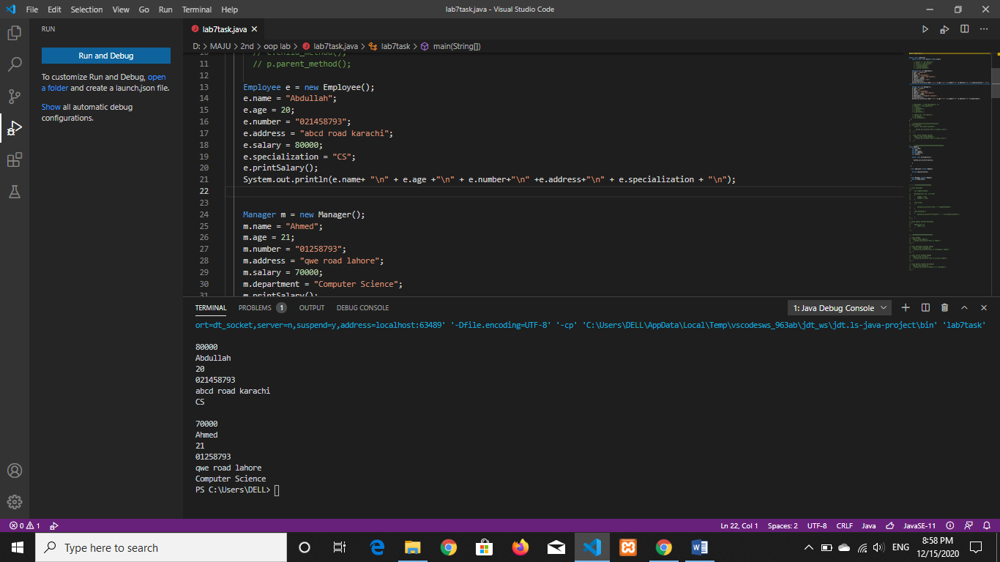 File Edit Selection View Go Run Terminal Help
lab7task.java - Visual Studio Code
RUN
Run and Debug
To customize Run and Debug, open
a folder and create a launch.json file.
Show all automatic debug
configurations.
lab7task.java
D: > MAJU > 2nd > oop lab > lab7task.java > lab7task > main(String[])
10 // c.child_method();
11 // p.parent_method();
12
13 Employee e = new Employee();
14 e.name = "Abdullah";
15 e.age = 20;
16 e.number = "021458793";
17 e.address = "abcd road karachi";
18 e.salary = 80000;
19 e.specialization = "CS";
20 e.printSalary();
21 System.out.println(e.name+ "\n" + e.age +"\n" + e.number+"\n" +e.address+"\n" + e.specialization + "\n");
22
23
24 Manager m = new Manager();
25 m.name = "Ahmed";
26 m.age = 21;
27 m.number = "01258793";
28 m.address = "qwe road lahore";
29 m.salary = 70000;
30 m.department = "Computer Science";
31 m.printSalary();
TERMINAL PROBLEMS 1 OUTPUT DEBUG CONSOLE
1: Java Debug Console
ort=dt_socket,server=n,suspend=y,address=localhost:63489' '-Dfile.encoding=UTF-8' '-cp' 'C:\Users\DELL\AppData\Local\Temp\vscodesws_963ab\jdt_ws\jdt.ls-java-project\bin' 'lab7task'
80000
Abdullah
20
021458793
abcd road karachi
CS
70000
Ahmed
21
01258793
qwe road lahore
Computer Science
PS C:\Users\DELL>
0 1
Ln 22, Col 1 Spaces: 2 UTF-8 CRLF Java JavaSE-11
Type here to search
ENG
8:58 PM
12/15/2020